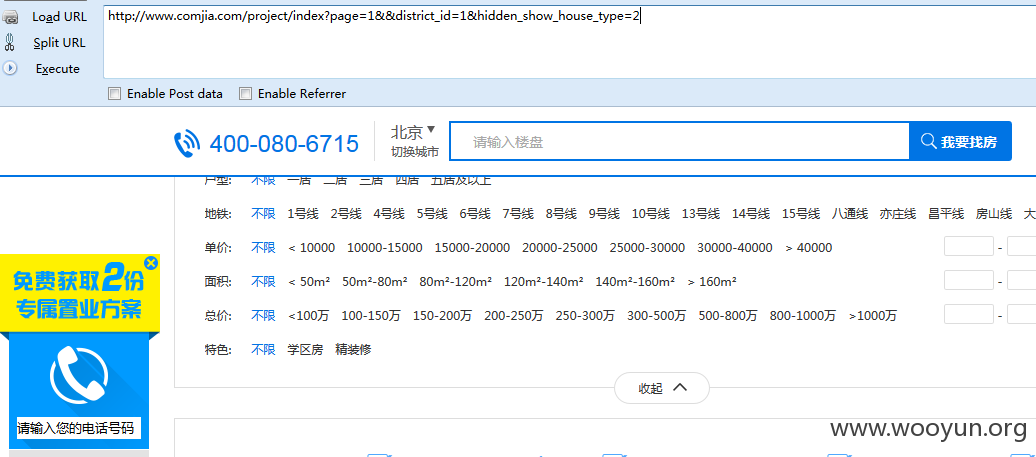 Load URL
http://www.comjia.com/project/index?page=1&&district_id=1&hidden_show_house_type=2
Split URL
Execute
Enable Post data Enable Referrer
400-080-6715
北京
切换城市
请输入楼盘
我要找房
户型: 不限 一居 二居 三居 四居 五居及以上
地铁: 不限 1号线 2号线 4号线 5号线 6号线 7号线 8号线 9号线 10号线 13号线 14号线 15号线 八通线 亦庄线 昌平线 房山线 大
单价: 不限 < 10000 10000-15000 15000-20000 20000-25000 25000-30000 30000-40000 > 40000 -
面积: 不限 < 50m² 50m²-80m² 80m²-120m² 120m²-140m² 140m²-160m² > 160m² -
总价: 不限 <100万 100-150万 150-200万 200-250万 250-300万 300-500万 500-800万 800-1000万 >1000万 -
特色: 不限 学区房 精装修
收起
免费获取2份
专属置业方案
请输入您的电话号码
www.wooyun.org